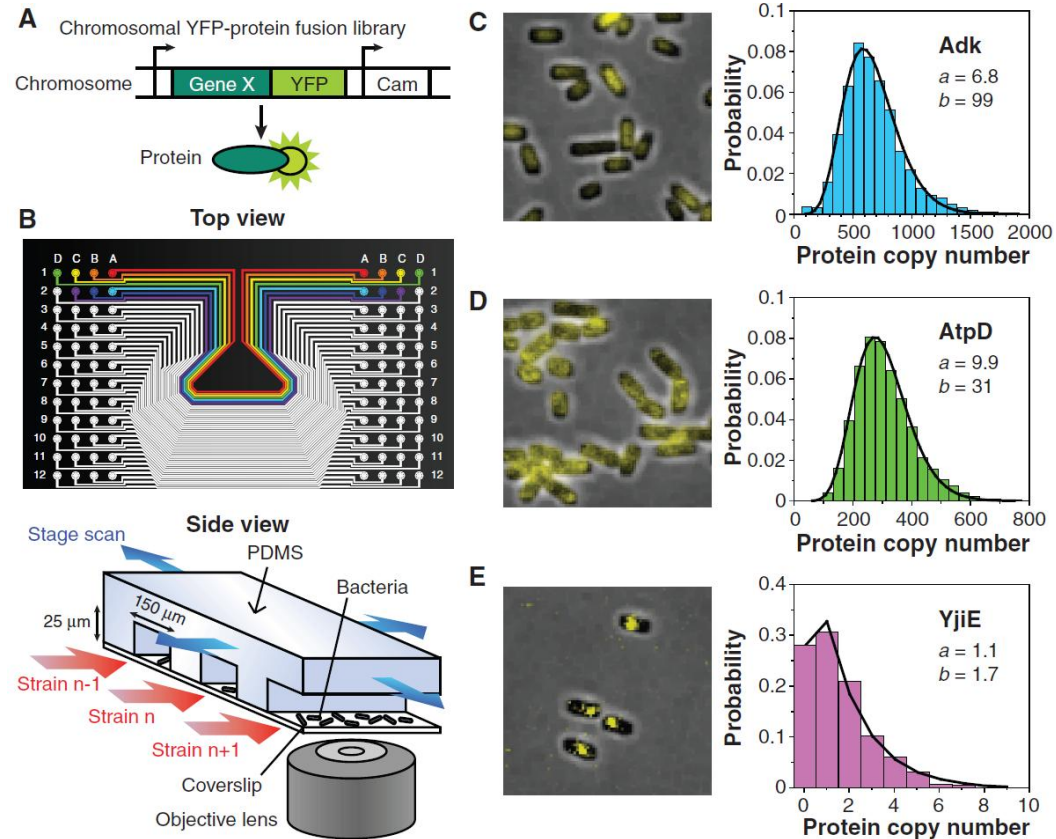 A
Chromosomal YFP-protein fusion library
Chromosome
Gene X
YFP
Cam
Protein
B
Top view
D C B A
A B C D
1 1
2 2
3 3
4 4
5 5
6 6
7 7
8 8
9 9
10 10
11 11
12 12
Side view
Stage scan
PDMS
Bacteria
150 μm
25 μm
Strain n-1
Strain n
Strain n+1
Coverslip
Objective lens
C
Probability
0.1
0.08
0.06
0.04
0.02
0
Adk
a = 6.8
b = 99
0 500 1000 1500 2000
Protein copy number
D
Probability
0.1
0.08
0.06
0.04
0.02
0
AtpD
a = 9.9
b = 31
0 200 400 600 800
Protein copy number
E
Probability
0.4
0.3
0.2
0.1
0
YjiE
a = 1.1
b = 1.7
0 2 4 6 8 10
Protein copy number